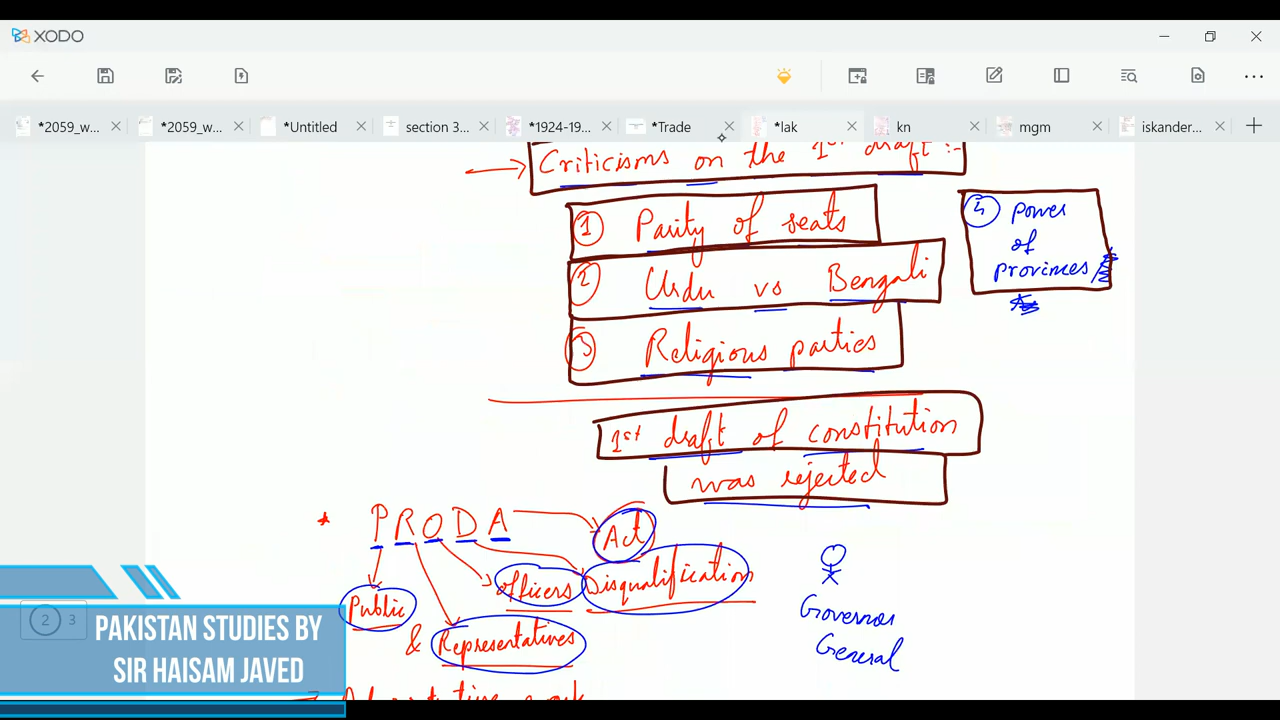 XODO
*2059_w...
*2059_w...
*Untitled
section 3...
*1924-19...
*Trade
*lak
kn
mgm
iskander...
→ Criticisms on the 1st draft :-
① Parity of seats
② Urdu vs Bengali
③ Religious parties
④ Power
of
provinces
1st draft of constitution
was rejected
* PRODA
Act
officers Disqualification
Public
& Representatives
Governor
General
2 3
PAKISTAN STUDIES BY
SIR HAISAM JAVED